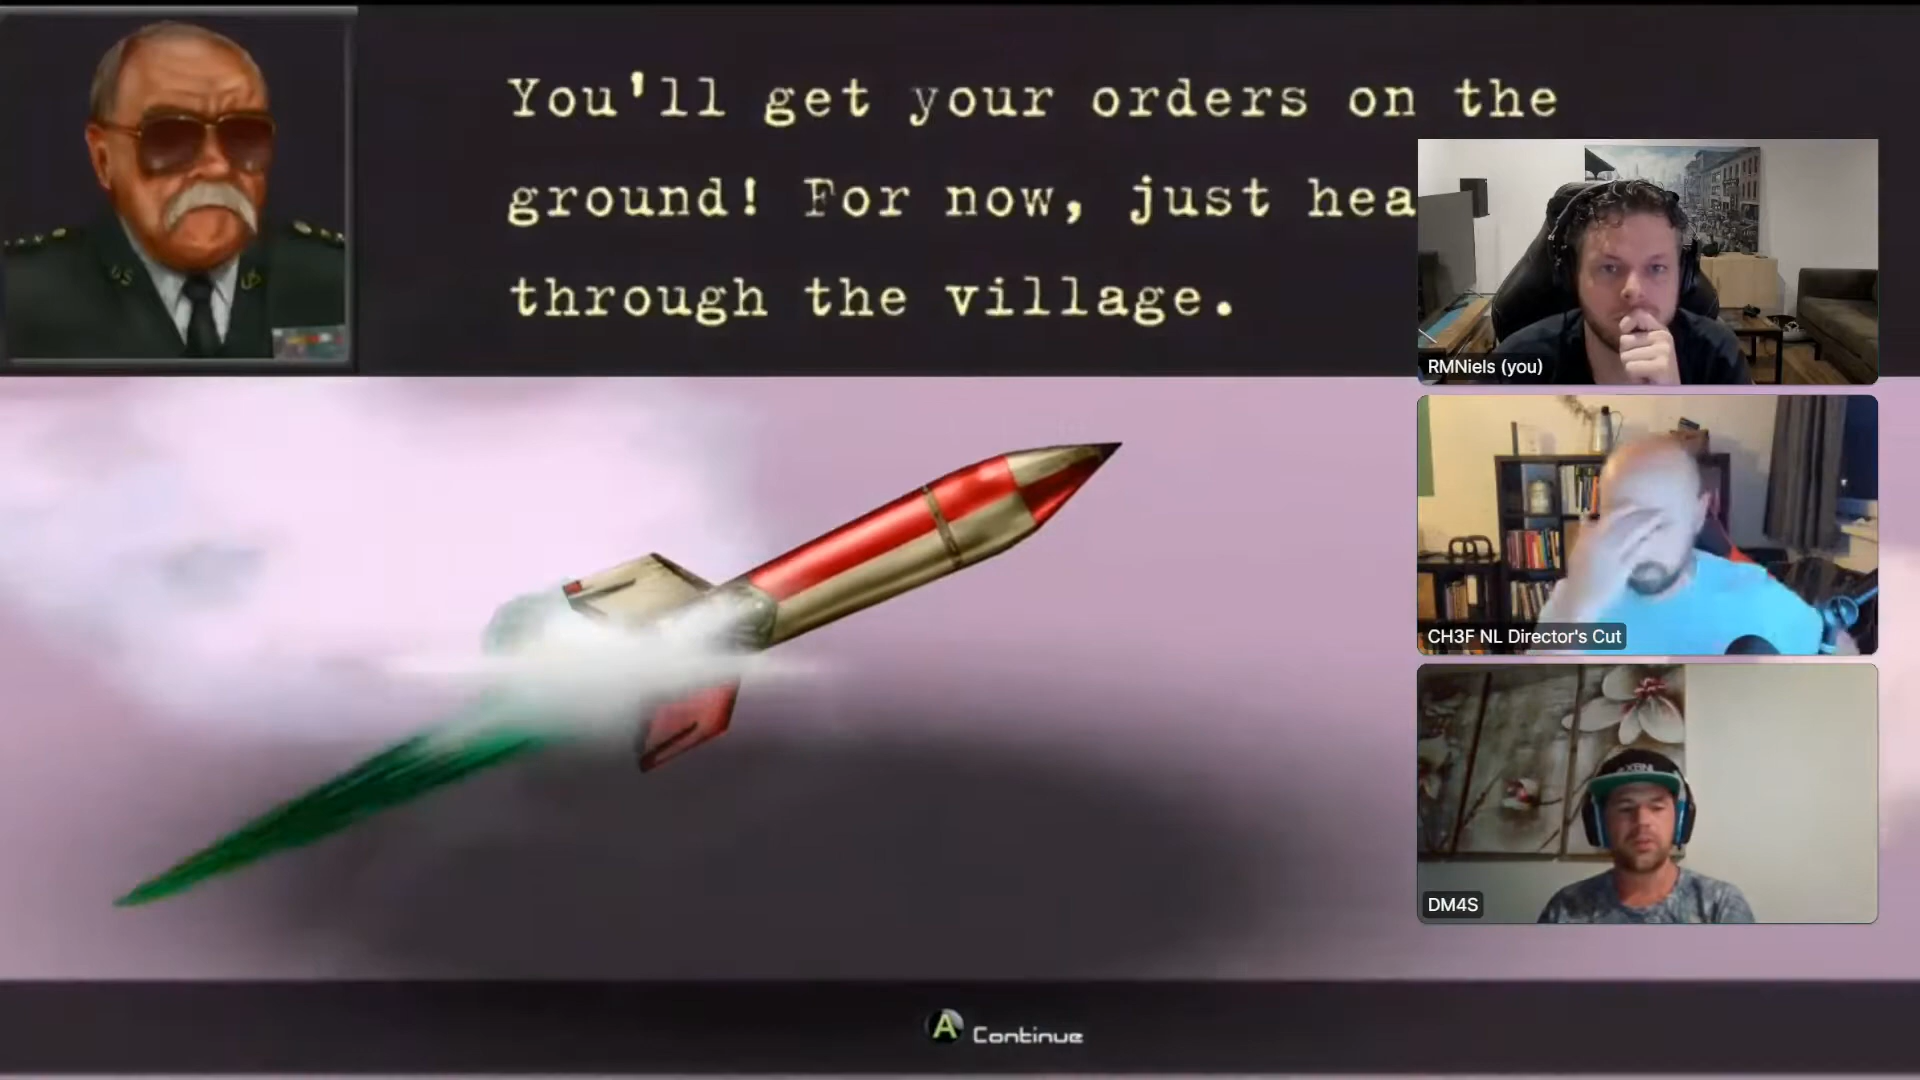 You'll get your orders on the
ground! For now, just hea
through the village.
RMNiels (you)
CH3F NL Director's Cut
DM4S
US
A Continue